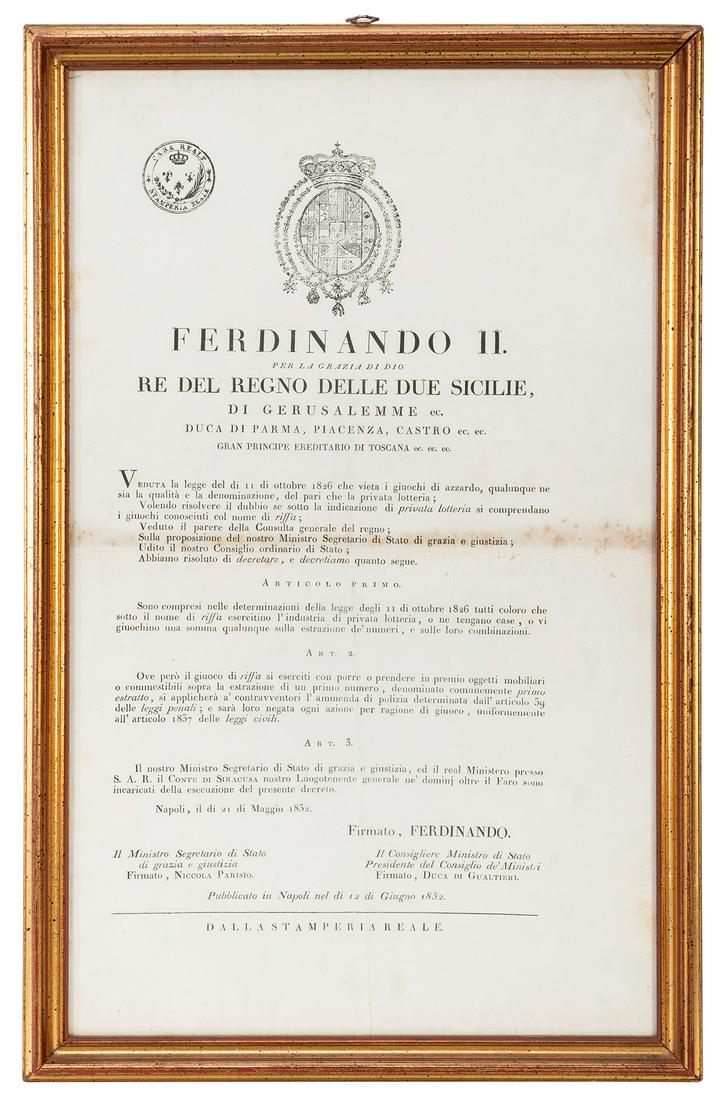 CASA REALE
STAMPERIA REALE
FERDINANDO II.
PER LA GRAZIA DI DIO
RE DEL REGNO DELLE DUE SICILIE,
DI GERUSALEMME ec.
DUCA DI PARMA, PIACENZA, CASTRO ec. ec.
GRAN PRINCIPE EREDITARIO DI TOSCANA ec. ec. ec.
VEDUTA la legge del dì 11 di ottobre 1826 che vieta i giuochi di azzardo, qualunque ne
sia la qualità e la denominazione, del pari che la privata lotteria;
Volendo risolvere il dubbio se sotto la indicazione di privata lotteria si comprendano
i giuochi conosciuti col nome di riffa;
Veduto il parere della Consulta generale del regno;
Sulla proposizione del nostro Ministro Segretario di Stato di grazia e giustizia;
Udito il nostro Consiglio ordinario di Stato;
Abbiamo risoluto di decretare, e decretiamo quanto segue.
ARTICOLO PRIMO.
Sono compresi nelle determinazioni della legge degli 11 di ottobre 1826 tutti coloro che
sotto il nome di riffa esercitino l'industria di privata lotteria, o ne tengano case, o vi
giuochino una somma qualunque sulla estrazione de' numeri, e sulle loro combinazioni.
ART. 2.
Ove però il giuoco di riffa si eserciti con porre o prendere in premio oggetti mobiliari
o commestibili sopra la estrazione di un primo numero, denominato comunemente primo
estratto, si applicherà a' contravventori l'ammenda di polizia determinata dall'articolo 39
delle leggi penali; e sarà loro negata ogni azione per ragione di giuoco, uniformemente
all'articolo 1837 delle leggi civili.
ART. 3.
Il nostro Ministro Segretario di Stato di grazia e giustizia, ed il real Ministero presso
S. A. R. il CONTE DI SIRACUSA nostro Luogotenente generale ne' dominj oltre il Faro sono
incaricati della esecuzione del presente decreto.
Napoli, il dì 21 di Maggio 1832.
Firmato, FERDINANDO.
Il Ministro Segretario di Stato
di grazia e giustizia
Firmato, NICCOLA PARISIO.
Il Consigliere Ministro di Stato
Presidente del Consiglio de' Ministri
Firmato, DUCA DI GUALTIERI.
Pubblicato in Napoli nel dì 12 di Giugno 1832.
DALLA STAMPERIA REALE.